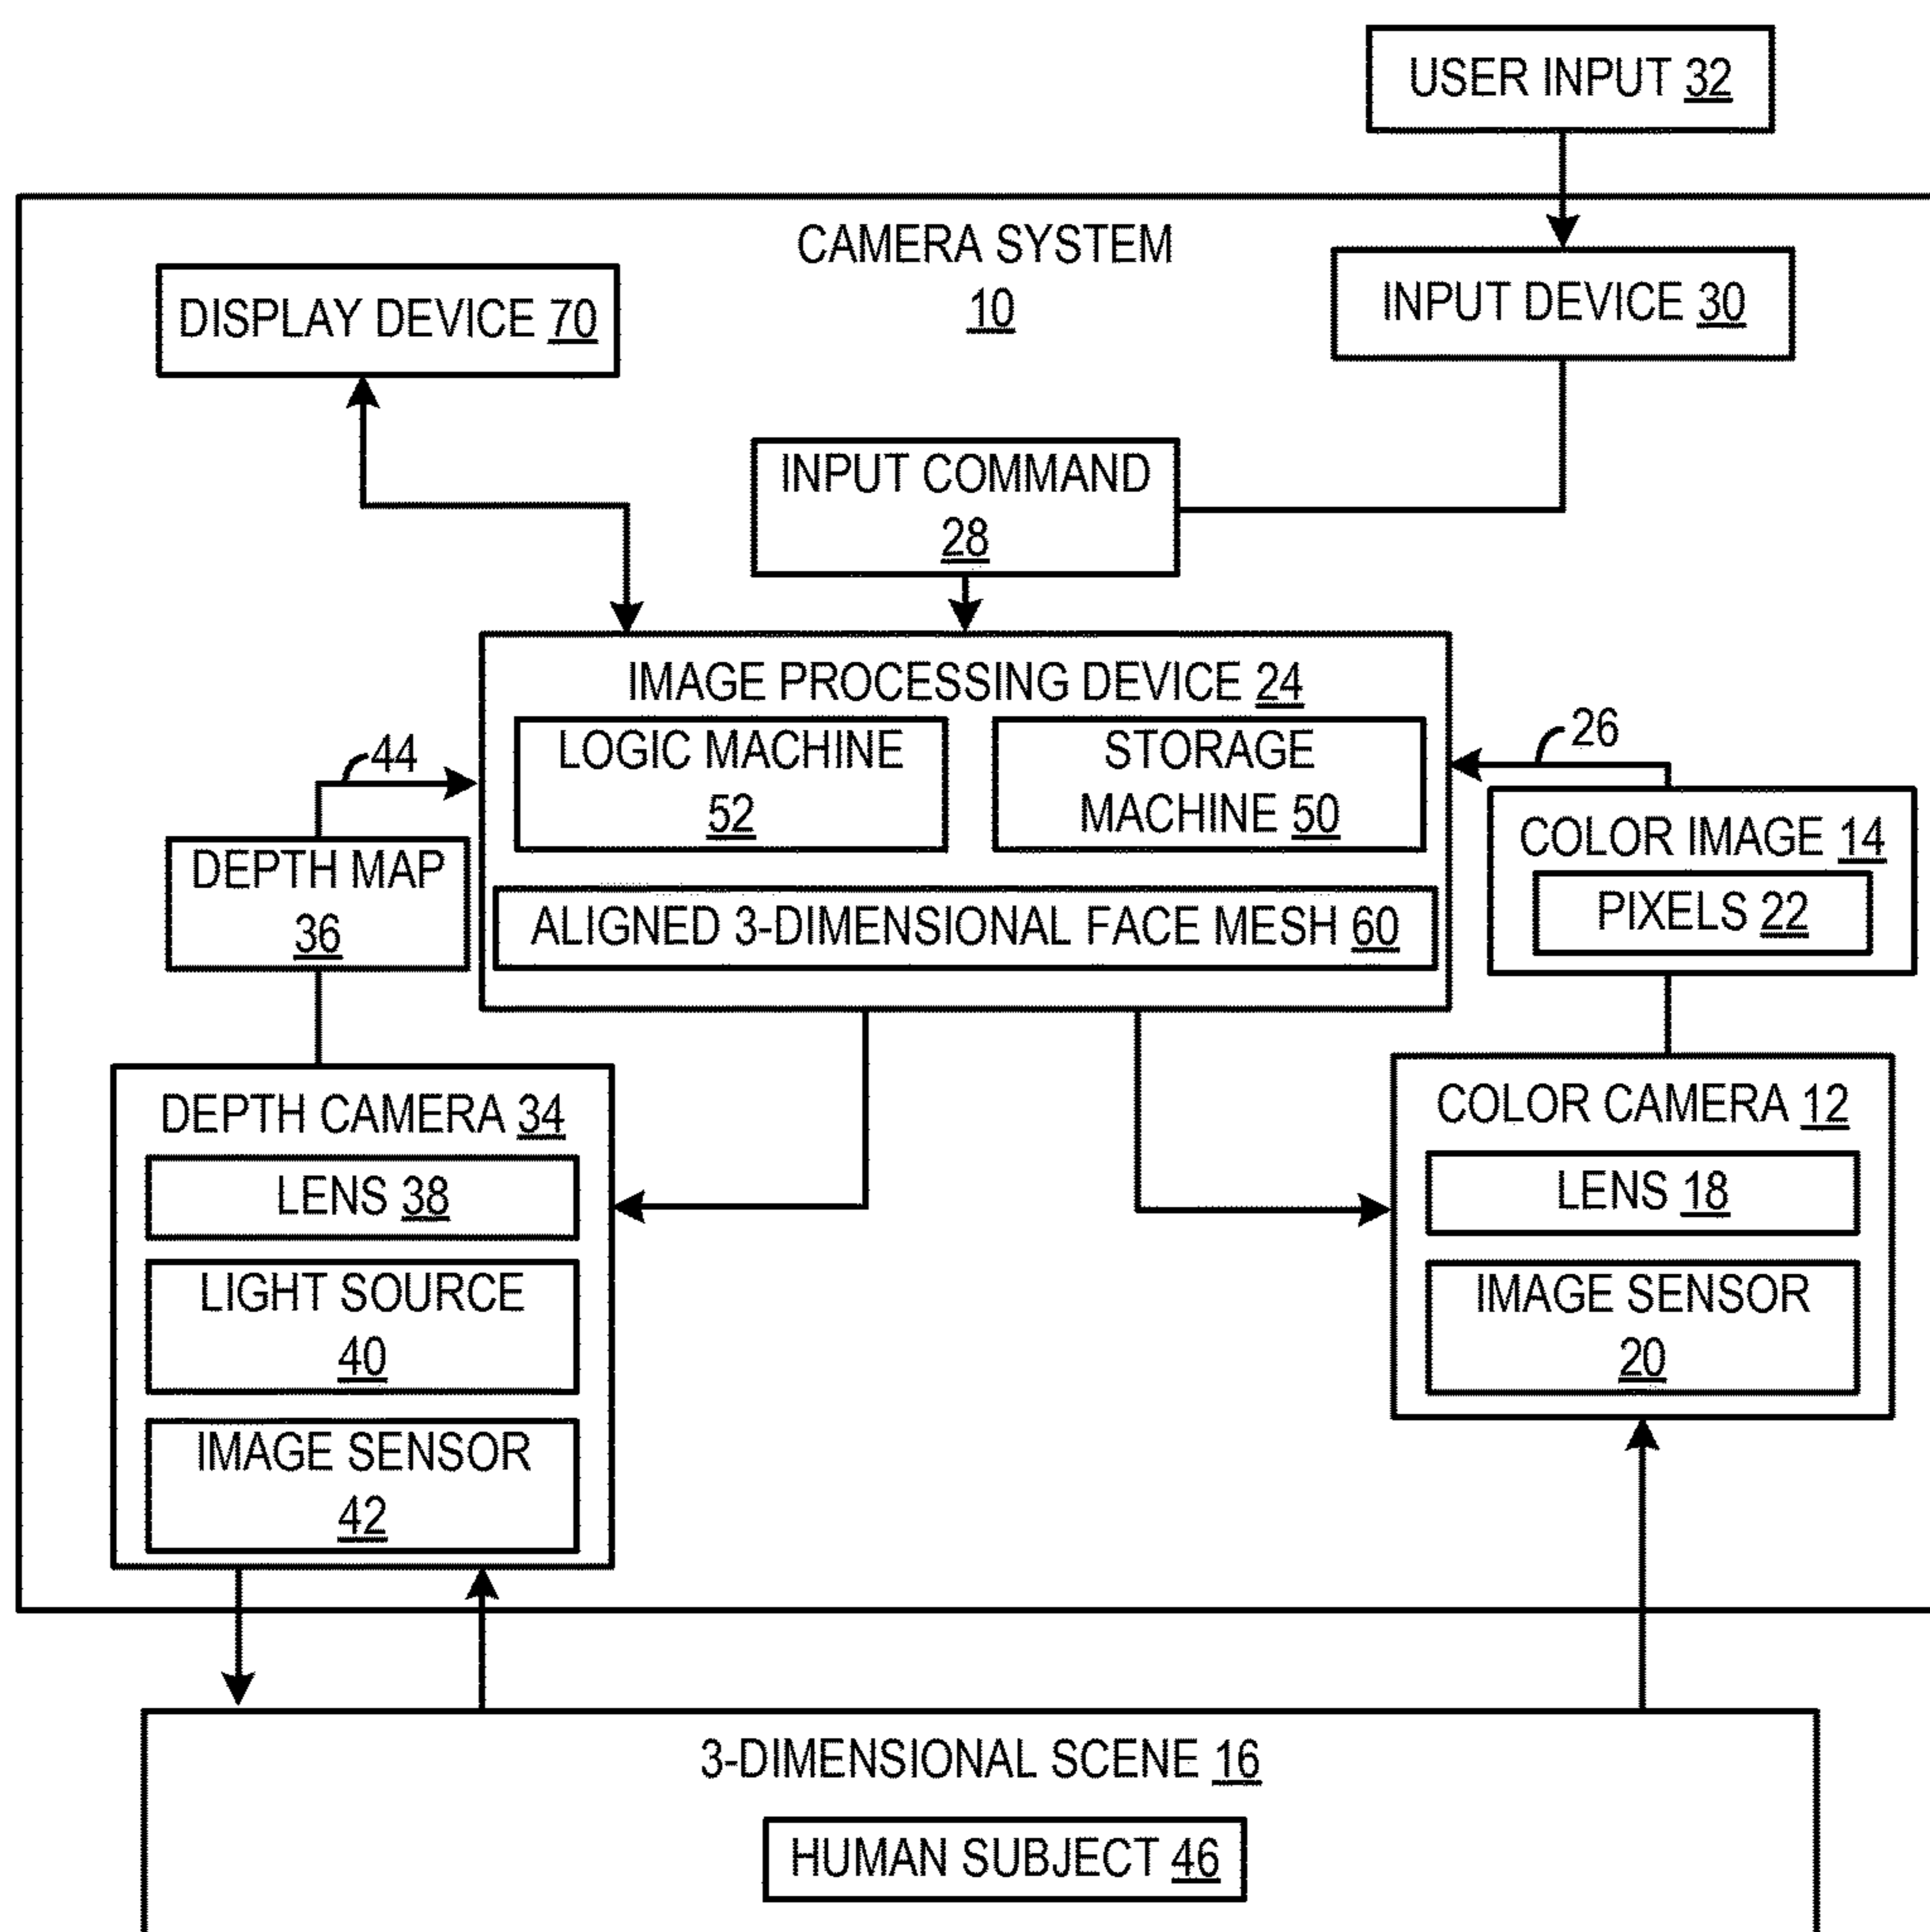 USER INPUT 32
CAMERA SYSTEM
10
INPUT DEVICE 30
DISPLAY DEVICE 70
INPUT COMMAND
28
IMAGE PROCESSING DEVICE 24
LOGIC MACHINE
52
STORAGE
MACHINE 50
ALIGNED 3-DIMENSIONAL FACE MESH 60
44
26
DEPTH MAP
36
COLOR IMAGE 14
PIXELS 22
DEPTH CAMERA 34
LENS 38
LIGHT SOURCE
40
IMAGE SENSOR
42
COLOR CAMERA 12
LENS 18
IMAGE SENSOR
20
3-DIMENSIONAL SCENE 16
HUMAN SUBJECT 46